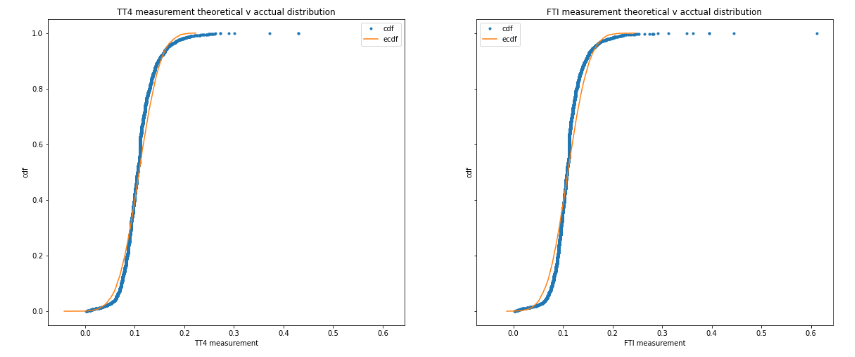 TT4 measurement theoretical v acctual distribution
FTI measurement theoretical v acctual distribution
1.0
0.8
0.6
0.4
0.2
0.0
cdf
cdf
ecdf
0.0 0.1 0.2 0.3 0.4 0.5 0.6
TT4 measurement
cdf
cdf
ecdf
0.0 0.1 0.2 0.3 0.4 0.5 0.6
FTI measurement